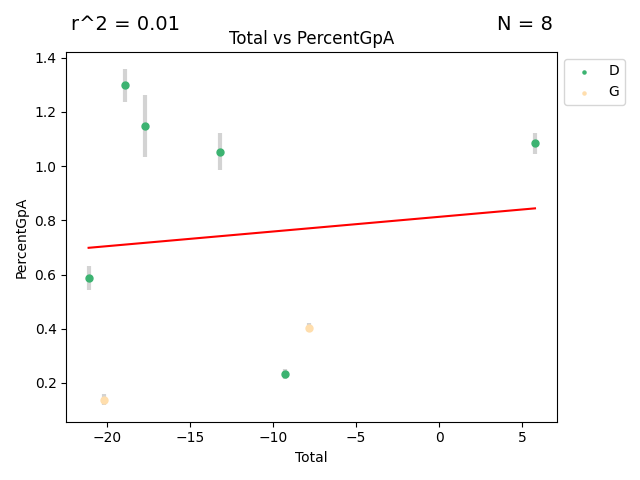 r^2 = 0.01
N = 8
Total vs PercentGpA
D
G
PercentGpA
1.4
1.2
1.0
0.8
0.6
0.4
0.2
−20
−15
−10
−5
0
5
Total